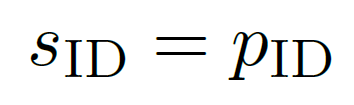 s_ID = p_ID